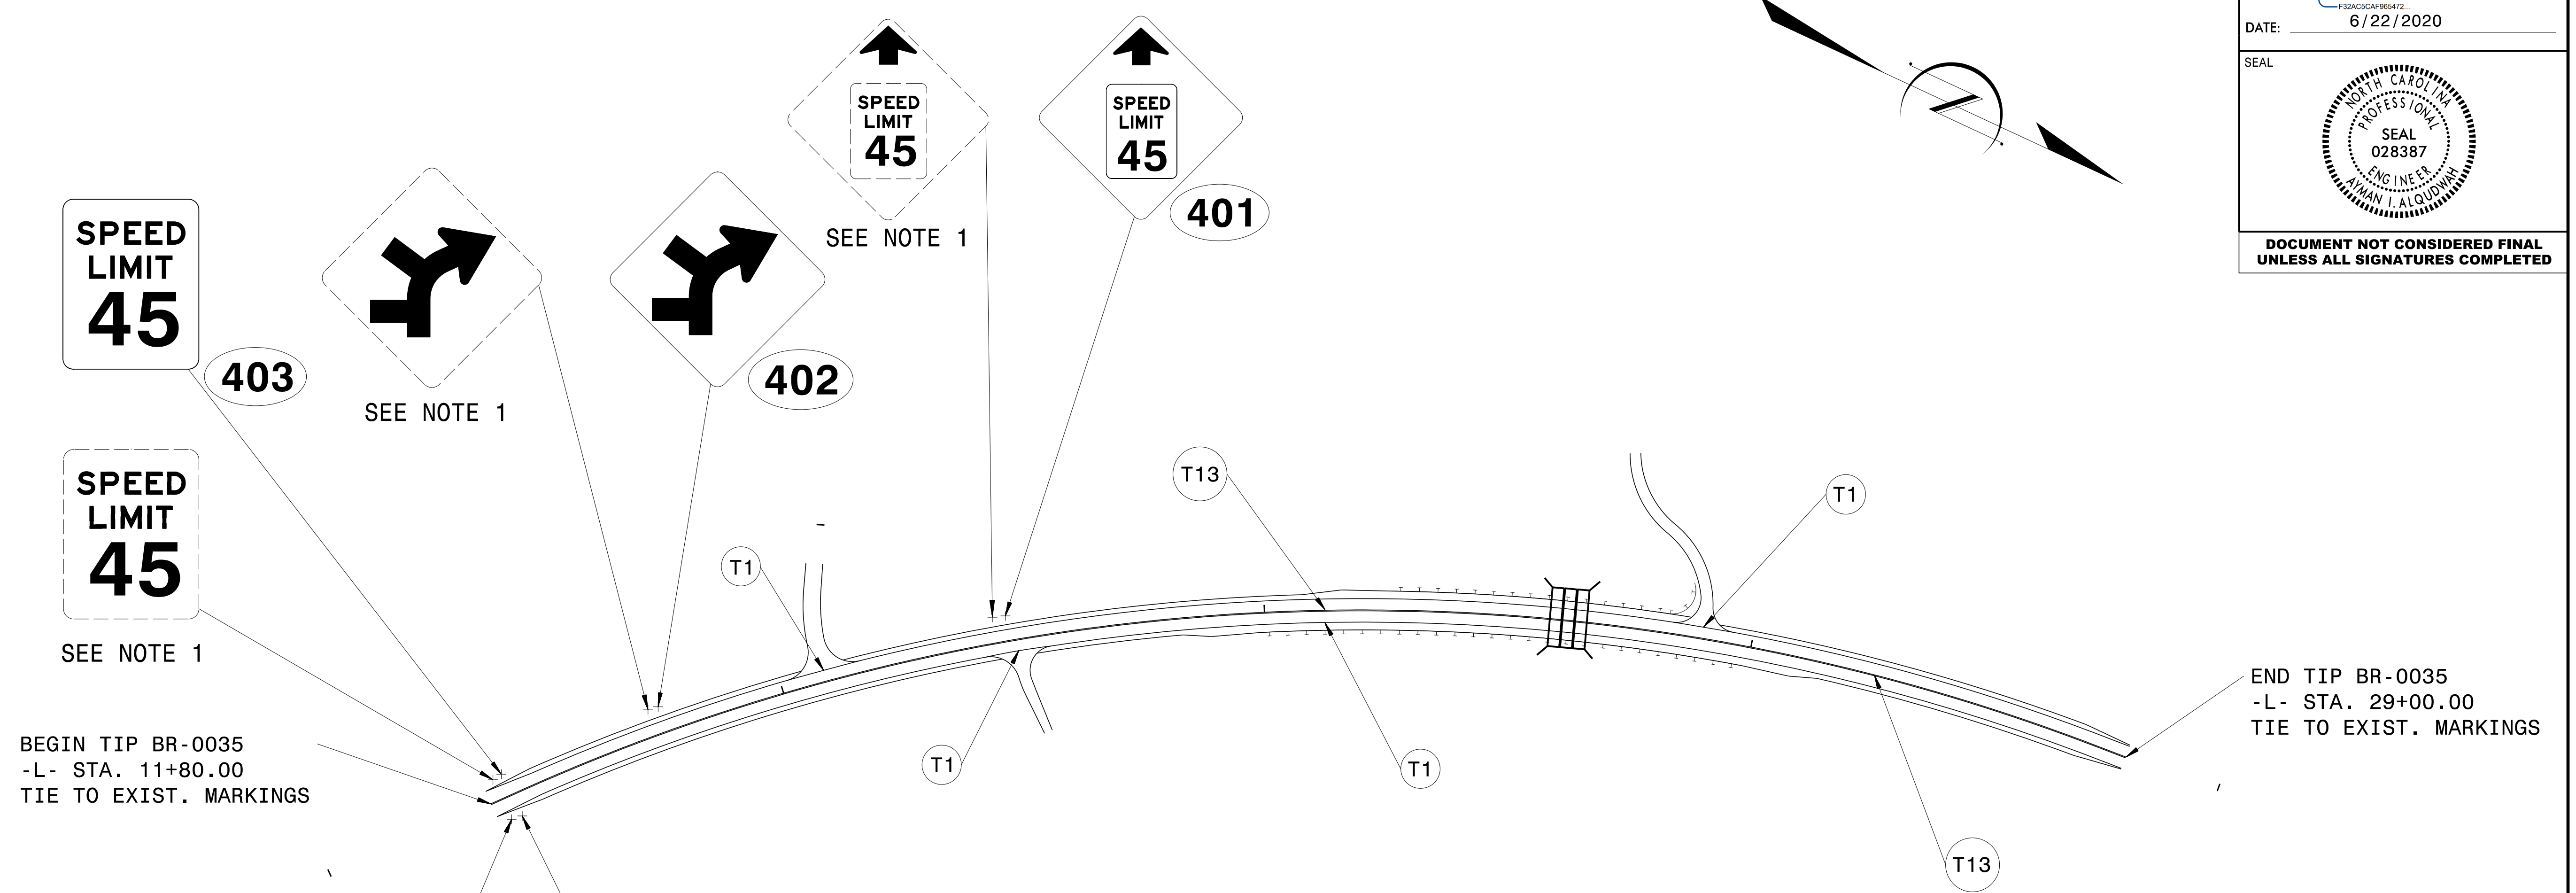 F32AC5CAF965472...
DATE: 6/22/2020
SEAL
NORTH CAROLINA
PROFESSIONAL
SEAL
028387
ENGINEER
AYMAN I. ALQUDWAH
DOCUMENT NOT CONSIDERED FINAL
UNLESS ALL SIGNATURES COMPLETED
SPEED
LIMIT
45
SEE NOTE 1
SPEED
LIMIT
45
401
SPEED
LIMIT
45
403
SEE NOTE 1
402
SPEED
LIMIT
45
SEE NOTE 1
T13
T1
T1
T1
T1
T13
BEGIN TIP BR-0035
-L- STA. 11+80.00
TIE TO EXIST. MARKINGS
END TIP BR-0035
-L- STA. 29+00.00
TIE TO EXIST. MARKINGS